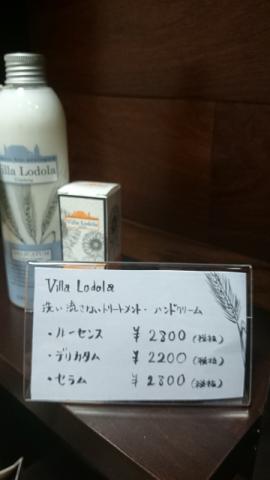 Villa Lodola
DELICATUM
Villa Lodola
Villa Lodola
洗い流さないトリートメント・ハンドクリーム
・ルーセンス ¥2800(税抜)
・デリカタム ¥2200(税抜)
・セラム ¥2800(税抜)